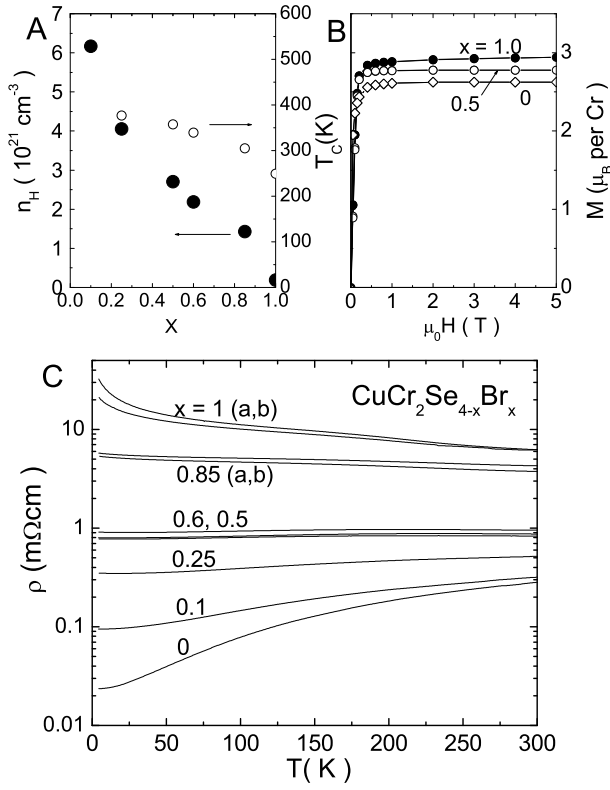 A
n_H ( 10^21 cm^-3 )
7
6
5
4
3
2
1
0
0.0 0.2 0.4 0.6 0.8 1.0
X
600
500
400
300
200
100
0
T_C(K)
B
x = 1.0
0.5
0
3
2
1
0
M (μ_B per Cr)
0 1 2 3 4 5
μ_0H ( T )
C
CuCr_2Se_4-xBr_x
x = 1 (a,b)
0.85 (a,b)
0.6, 0.5
0.25
0.1
0
10
1
0.1
0.01
ρ (mΩcm)
0 50 100 150 200 250 300
T( K )